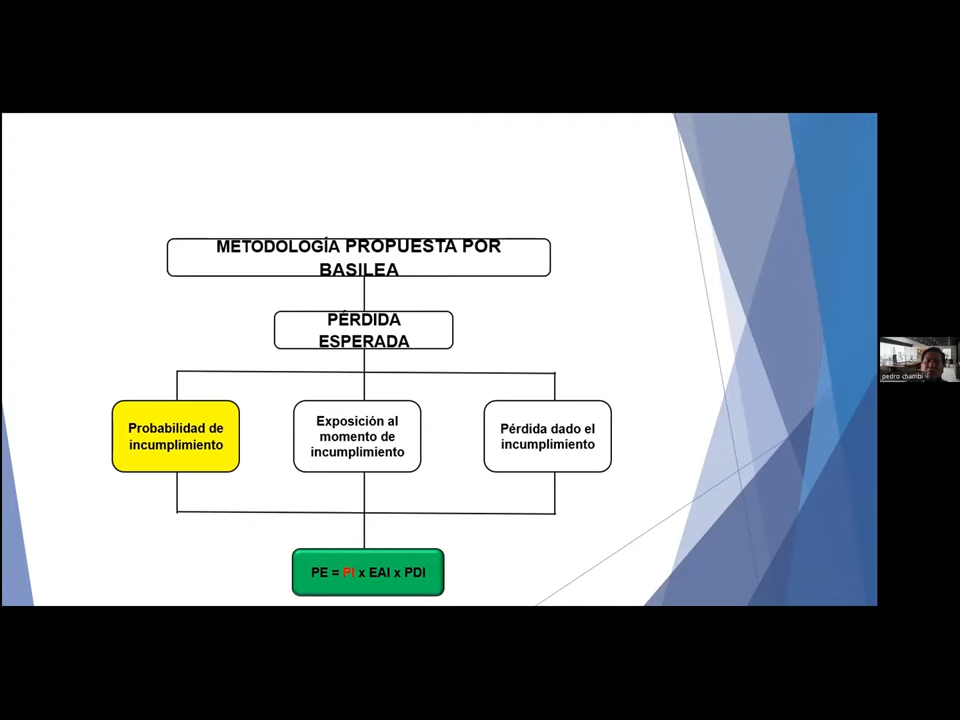 METODOLOGÍA PROPUESTA POR
BASILEA
PÉRDIDA
ESPERADA
Probabilidad de
incumplimiento
Exposición al
momento de
incumplimiento
Pérdida dado el
incumplimiento
PE = PI x EAI x PDI
pedro chambi